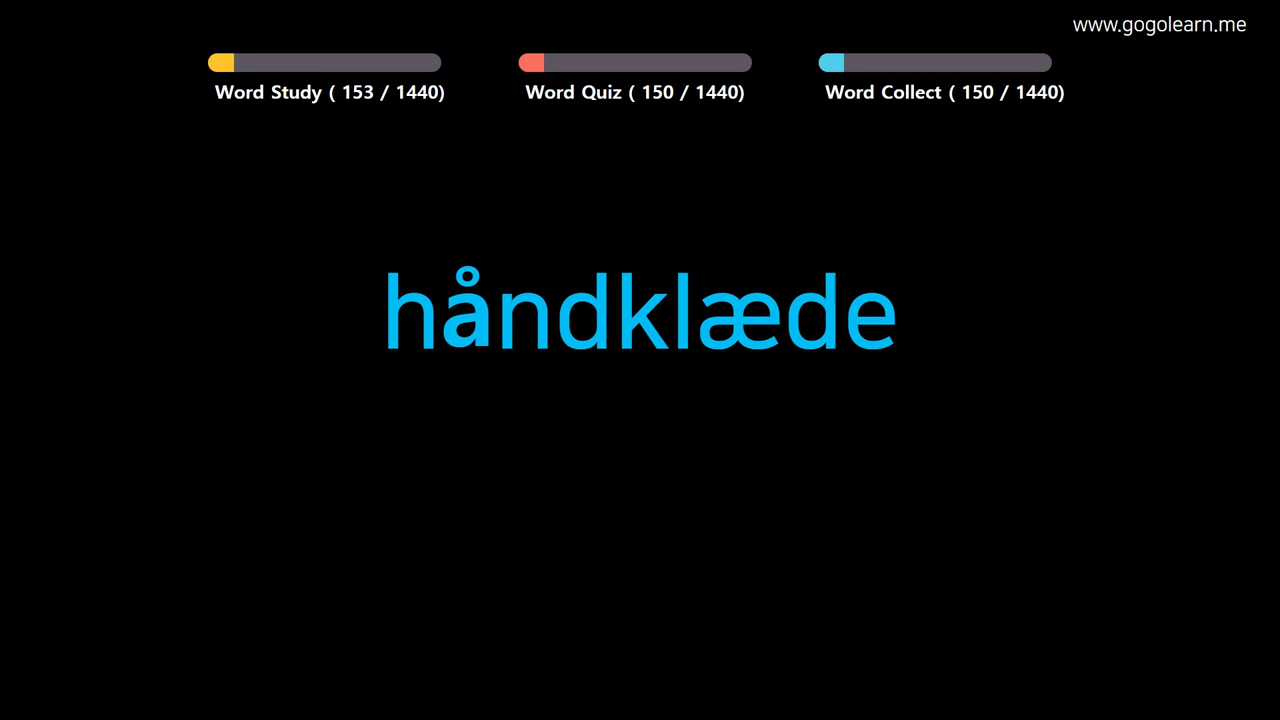 www.gogolearn.me
Word Study ( 153 / 1440)
Word Quiz ( 150 / 1440)
Word Collect ( 150 / 1440)
håndklæde